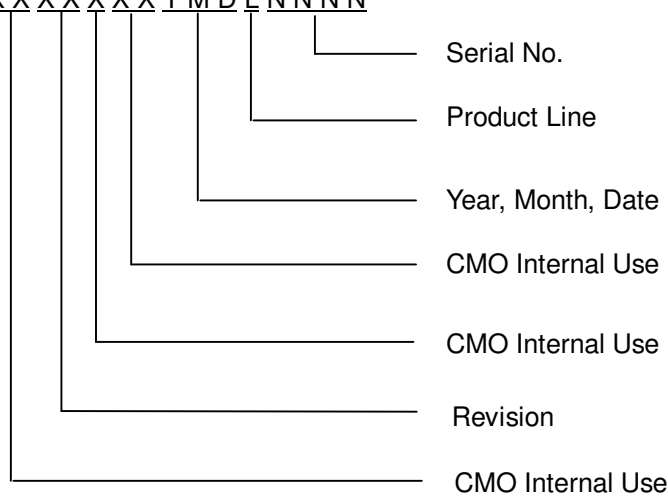 X X X X X X Y M D L N N N N
Serial No.
Product Line
Year, Month, Date
CMO Internal Use
CMO Internal Use
Revision
CMO Internal Use